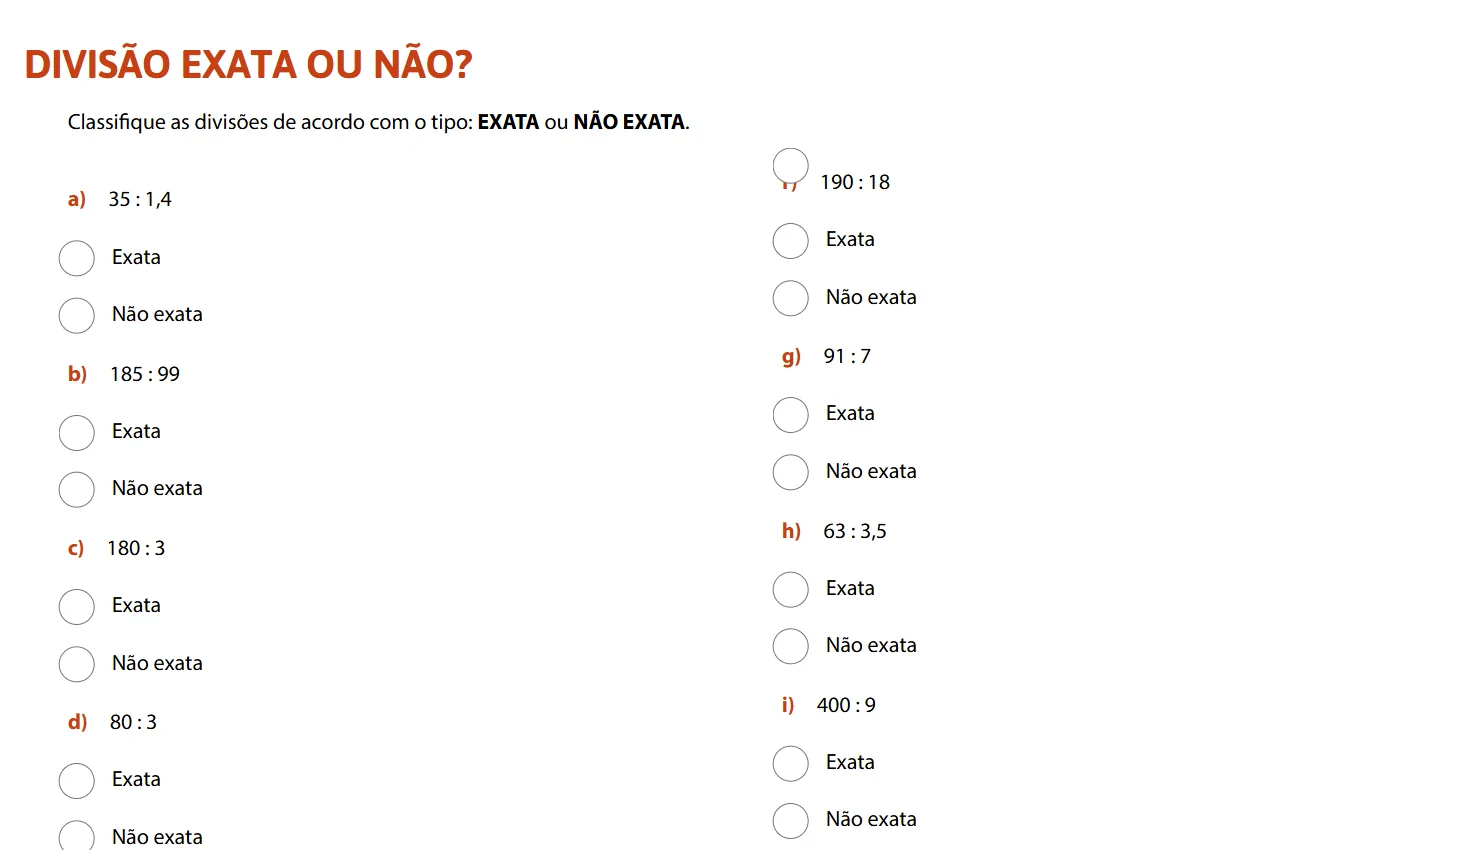 DIVISÃO EXATA OU NÃO?
Classifique as divisões de acordo com o tipo: EXATA ou NÃO EXATA.
a) 35 : 1,4
Exata
Não exata
b) 185 : 99
Exata
Não exata
c) 180 : 3
Exata
Não exata
d) 80 : 3
Exata
Não exata
190 : 18
Exata
Não exata
g) 91 : 7
Exata
Não exata
h) 63 : 3,5
Exata
Não exata
i) 400 : 9
Exata
Não exata